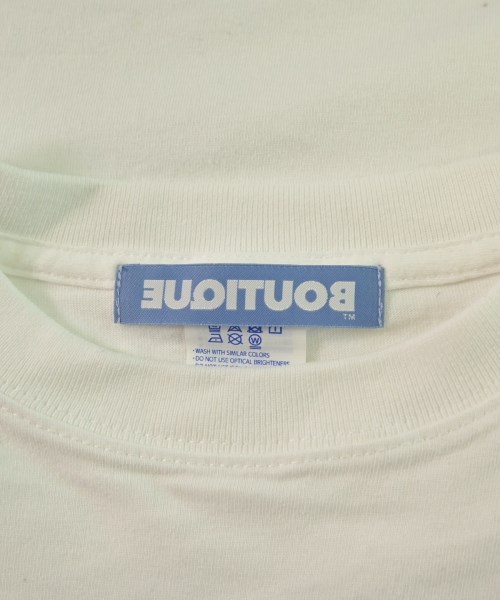 BOUTIQUE
TM
• WASH WITH SIMILAR COLORS
• DO NOT USE OPTICAL BRIGHTENERS